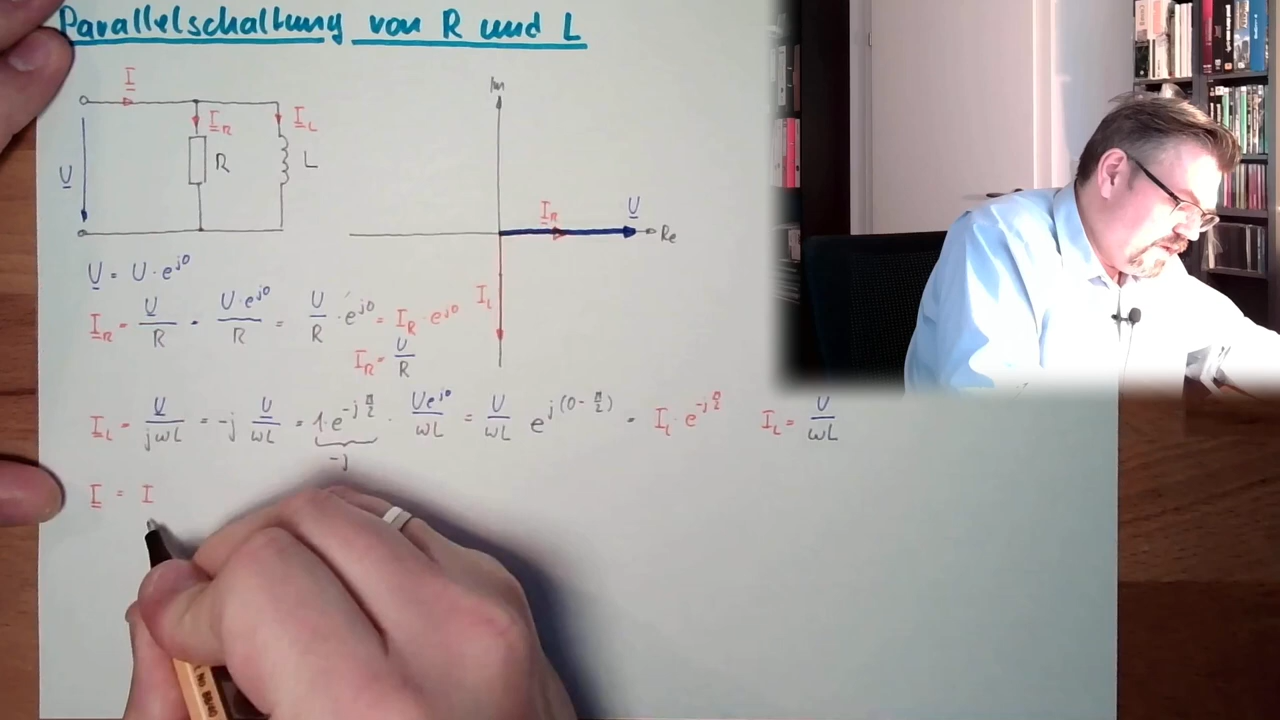 Parallelschaltung von R und L
I
I_R
I_L
U
R
L
Im
I_R
U
Re
I_L
U = U · e^{j0}
I_R = U/R = U·e^{j0}/R = U/R · e^{j0} = I_R · e^{j0}
I_R = U/R
I_L = U/jωL = -j U/ωL = 1·e^{-j π/2} · Ue^{j0}/ωL = U/ωL e^{j(0-π/2)} = I_L · e^{-j π/2} I_L = U/ωL
-j
I = I